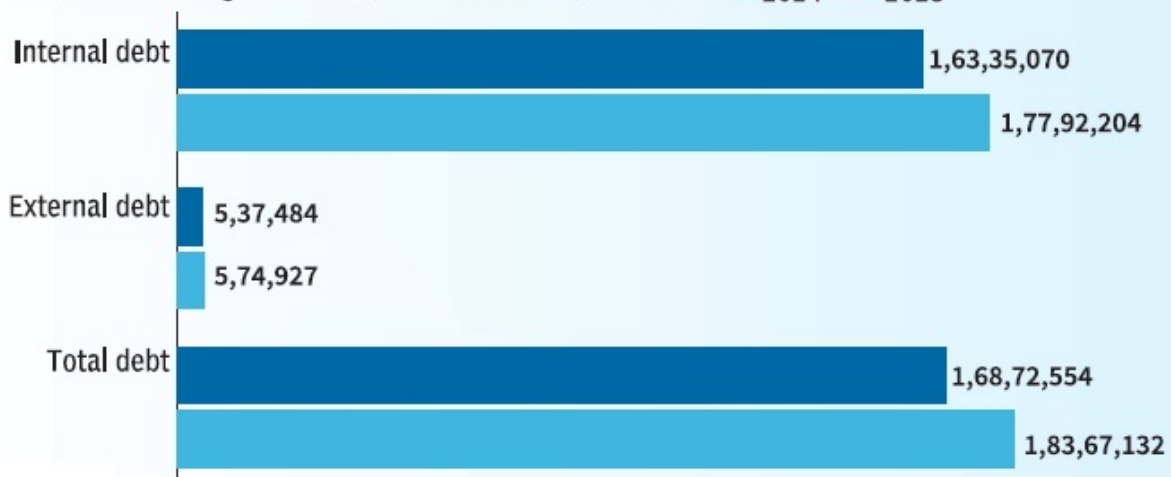 Internal debt
1,63,35,070
1,77,92,204
External debt
5,37,484
5,74,927
Total debt
1,68,72,554
1,83,67,132